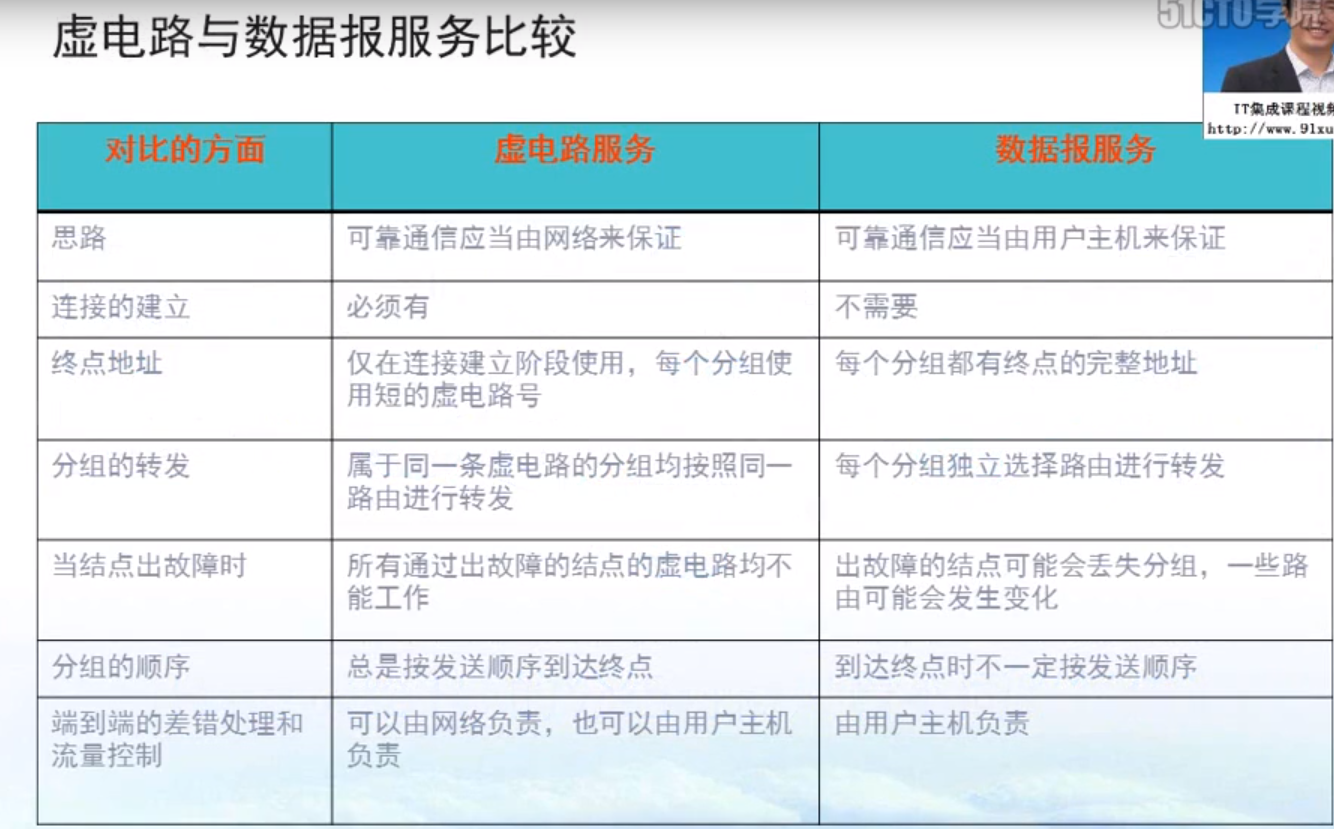 虚电路与数据报服务比较
51CTO学院
IT集成课程视频
http://www.91xu
对比的方面
虚电路服务
数据报服务
思路
可靠通信应当由网络来保证
可靠通信应当由用户主机来保证
连接的建立
必须有
不需要
终点地址
仅在连接建立阶段使用，每个分组使
用短的虚电路号
每个分组都有终点的完整地址
分组的转发
属于同一条虚电路的分组均按照同一
路由进行转发
每个分组独立选择路由进行转发
当结点出故障时
所有通过出故障的结点的虚电路均不
能工作
出故障的结点可能会丢失分组，一些路
由可能会发生变化
分组的顺序
总是按发送顺序到达终点
到达终点时不一定按发送顺序
端到端的差错处理和
流量控制
可以由网络负责，也可以由用户主机
负责
由用户主机负责